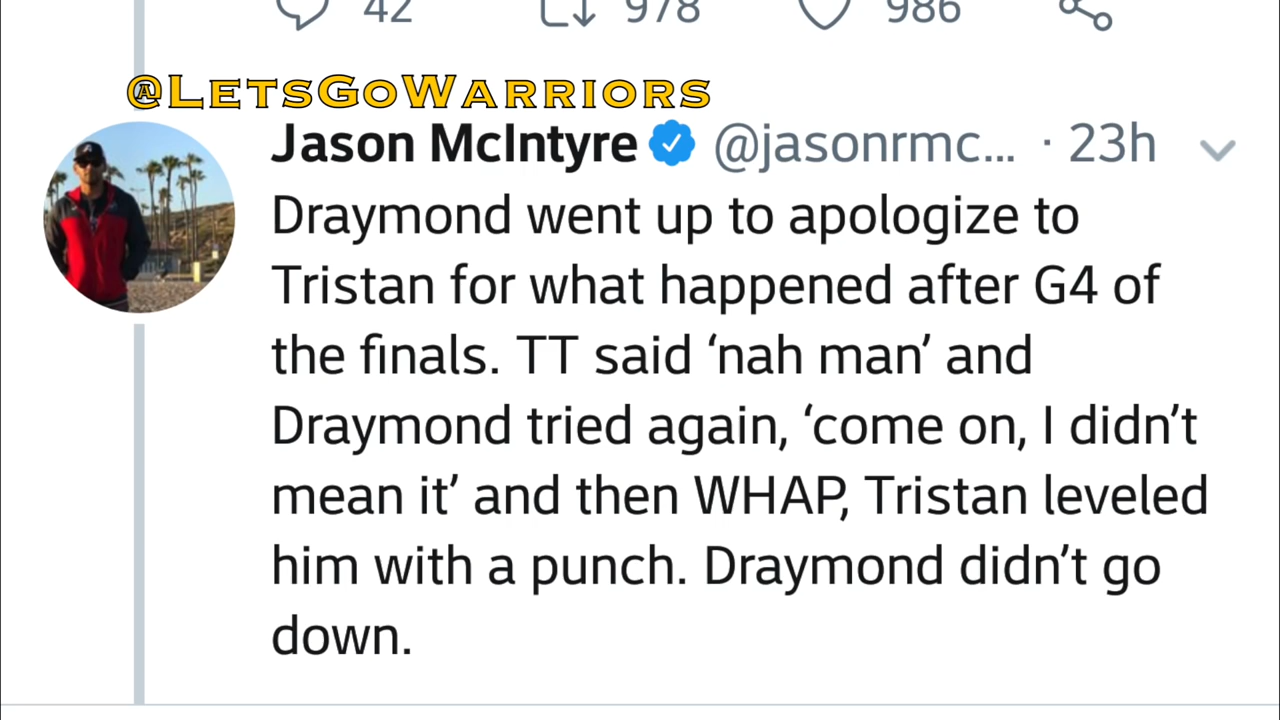 42 978 986
@LetsGoWarriors
Jason McIntyre @jasonrmc... · 23h
Draymond went up to apologize to
Tristan for what happened after G4 of
the finals. TT said ‘nah man’ and
Draymond tried again, ‘come on, I didn’t
mean it’ and then WHAP, Tristan leveled
him with a punch. Draymond didn’t go
down.